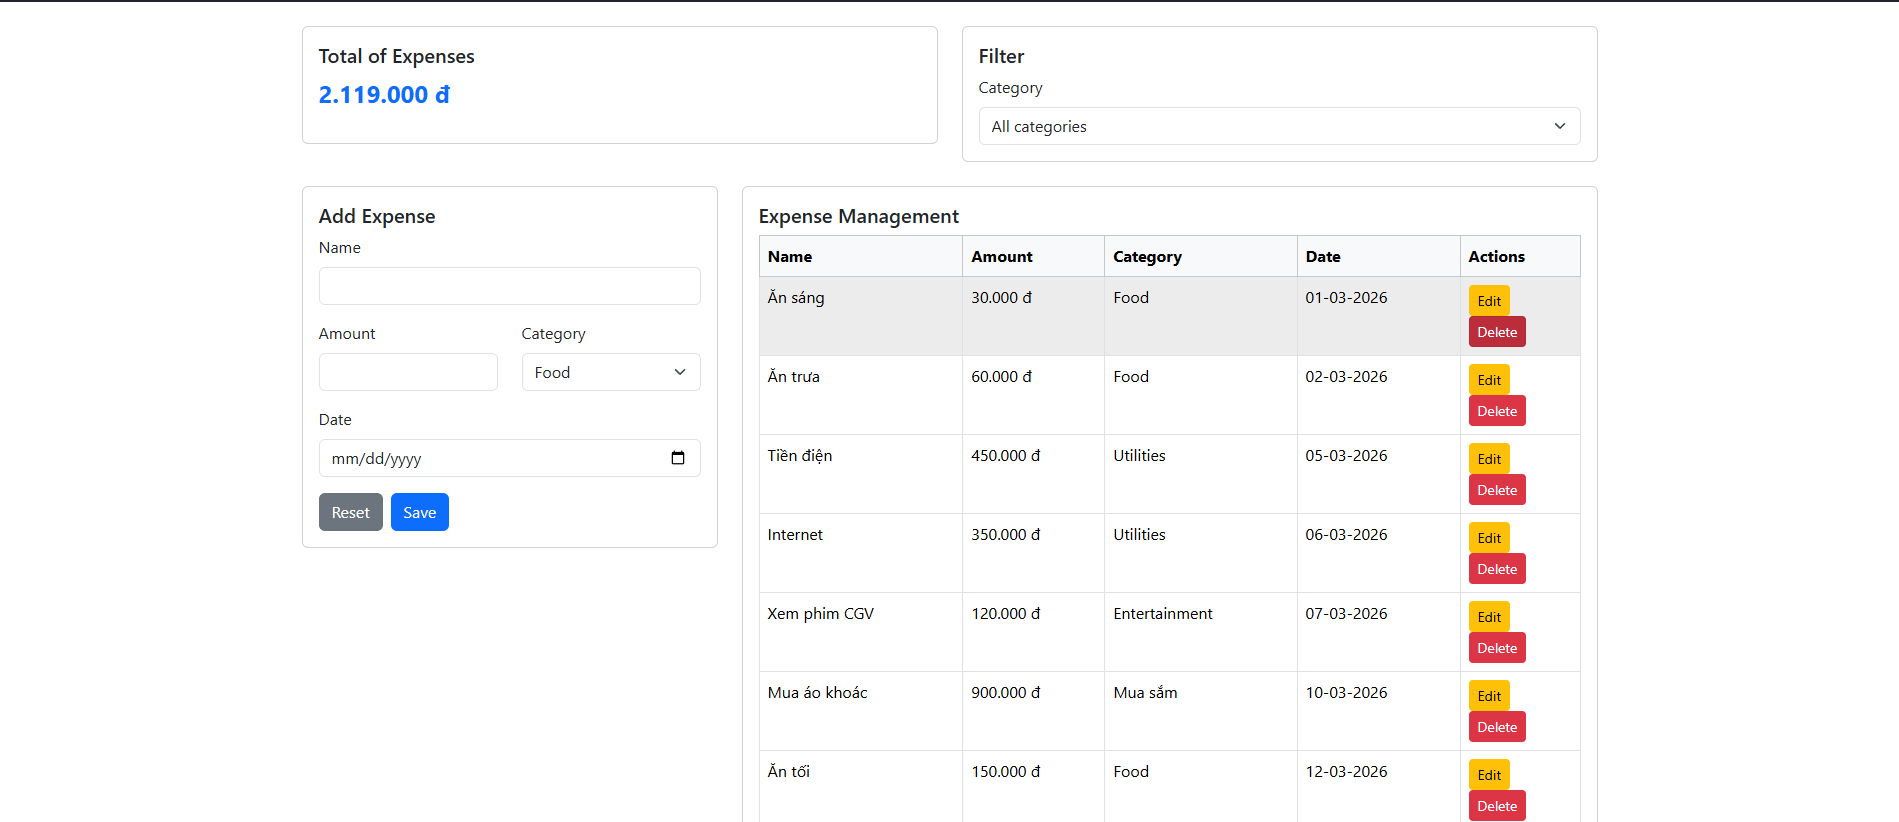 Total of Expenses
2.119.000 đ
Filter
Category
All categories
Add Expense
Name
Amount
Category
Food
Date
mm/dd/yyyy
Reset Save
Expense Management
Name Amount Category Date Actions
Ăn sáng 30.000 đ Food 01-03-2026 Edit
Delete
Ăn trưa 60.000 đ Food 02-03-2026 Edit
Delete
Tiền điện 450.000 đ Utilities 05-03-2026 Edit
Delete
Internet 350.000 đ Utilities 06-03-2026 Edit
Delete
Xem phim CGV 120.000 đ Entertainment 07-03-2026 Edit
Delete
Mua áo khoác 900.000 đ Mua sắm 10-03-2026 Edit
Delete
Ăn tối 150.000 đ Food 12-03-2026 Edit
Delete